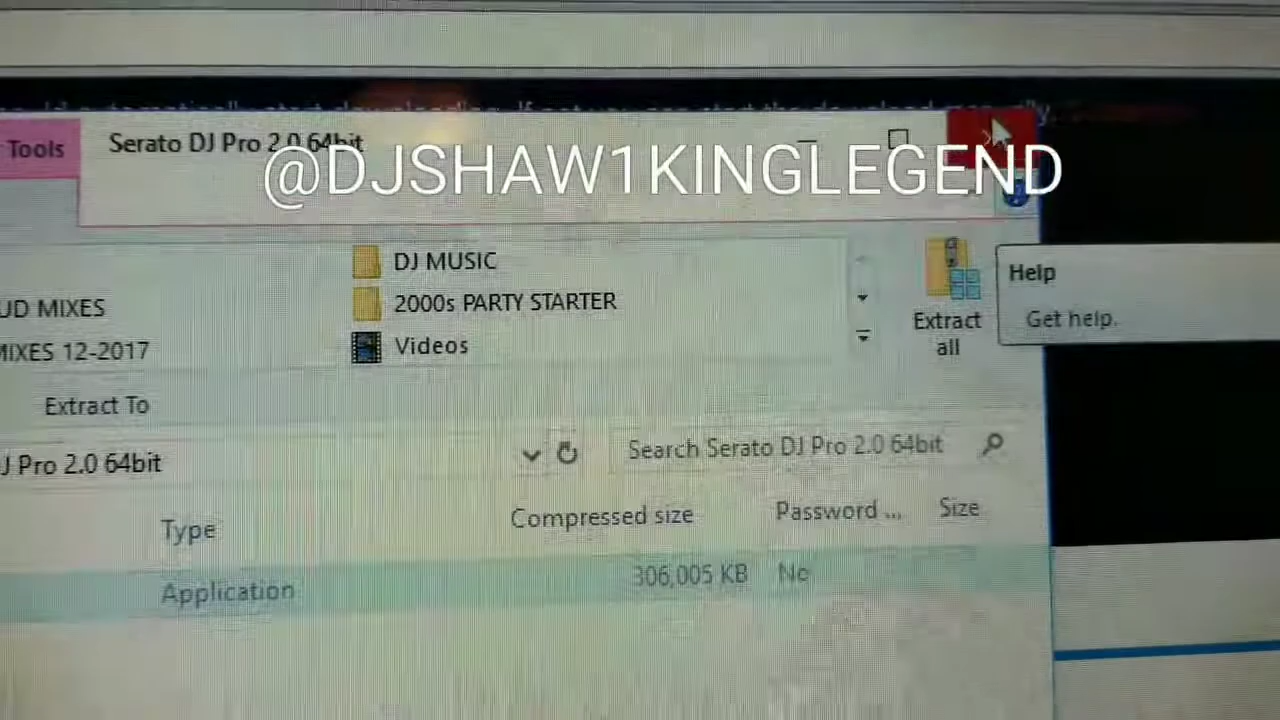 Tools
Serato DJ Pro 2.0 64bit
@DJSHAW1KINGLEGEND
DJ MUSIC
2000s PARTY STARTER
Videos
UD MIXES
MIXES 12-2017
Extract To
Extract all
Help
Get help.
J Pro 2.0 64bit
Search Serato DJ Pro 2.0 64bit
Type
Compressed size
Password ...
Size
Application
306,005 KB
No